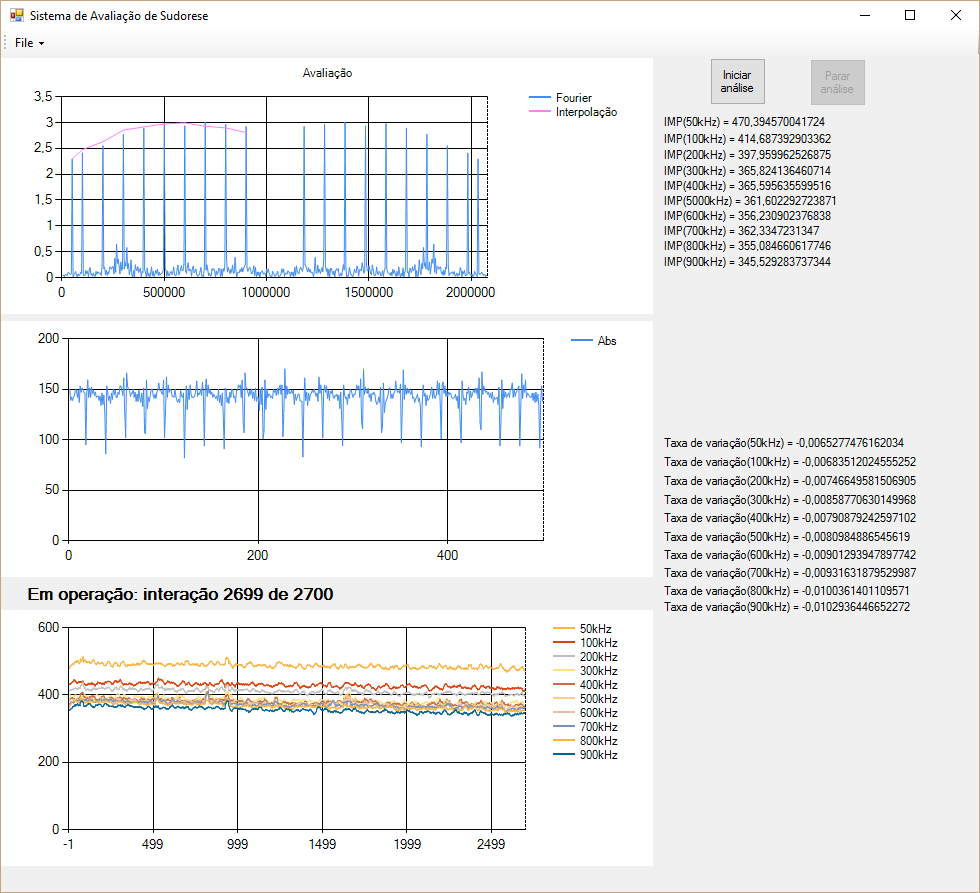 Sistema de Avaliação de Sudorese
File
Avaliação
3,5
3
2,5
2
1,5
1
0,5
0
0 500000 1000000 1500000 2000000
Fourier
Interpolação
Iniciar análise
Parar análise
IMP(50kHz) = 470,394570041724
IMP(100kHz) = 414,687392903362
IMP(200kHz) = 397,959962526875
IMP(300kHz) = 365,824136460714
IMP(400kHz) = 365,595635599516
IMP(5000kHz) = 361,602292723871
IMP(600kHz) = 356,230902376838
IMP(700kHz) = 362,3347231347
IMP(800kHz) = 355,084660617746
IMP(900kHz) = 345,529283737344
200
150
100
50
0
0 200 400
Abs
Taxa de variação(50kHz) = -0,0065277476162034
Taxa de variação(100kHz) = -0,00683512024555252
Taxa de variação(200kHz) = -0,00746649581506905
Taxa de variação(300kHz) = -0,00858770630149968
Taxa de variação(400kHz) = -0,00790879242597102
Taxa de variação(500kHz) = -0,0080984886545619
Taxa de variação(600kHz) = -0,00901293947897742
Taxa de variação(700kHz) = -0,00931631879529987
Taxa de variação(800kHz) = -0,0100361401109571
Taxa de variação(900kHz) = -0,0102936446652272
Em operação: interação 2699 de 2700
600
400
200
0
-1 499 999 1499 1999 2499
50kHz
100kHz
200kHz
300kHz
400kHz
500kHz
600kHz
700kHz
800kHz
900kHz